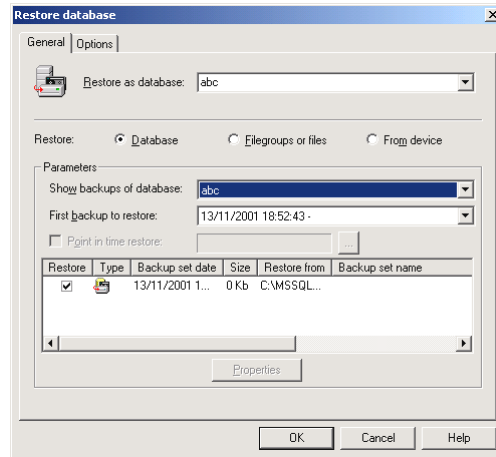 Restore database
General Options
Restore as database: abc
Restore: Database Filegroups or files From device
Parameters
Show backups of database: abc
First backup to restore: 13/11/2001 18:52:43 -
Point in time restore: ...
Restore Type Backup set date Size Restore from Backup set name
13/11/2001 1... 0 Kb C:\MSSQL...
Properties
OK Cancel Help